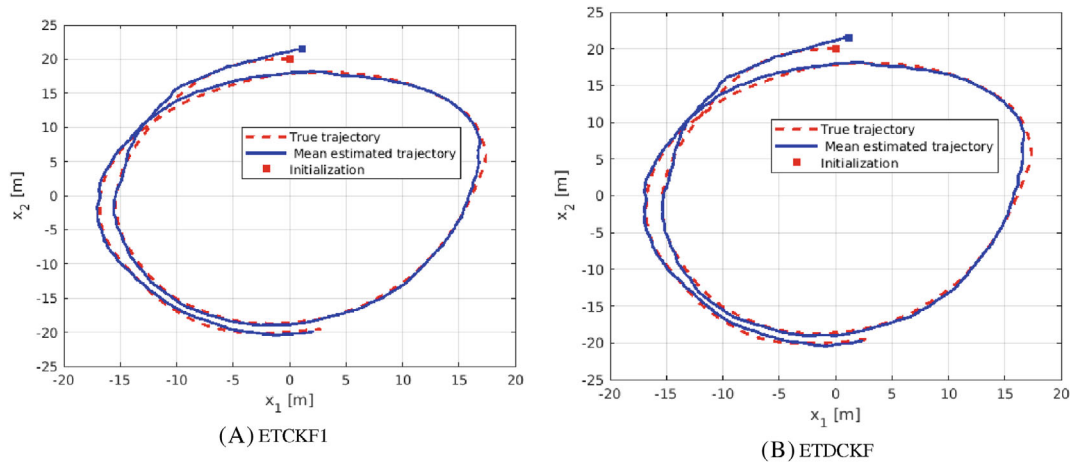 25
20
15
10
5
0
-5
-10
-15
-20
-25
x2 [m]
True trajectory
Mean estimated trajectory
Initialization
-20 -15 -10 -5 0 5 10 15 20
x1 [m]
(A) ETCKF1
25
20
15
10
5
0
-5
-10
-15
-20
-25
x2 [m]
True trajectory
Mean estimated trajectory
Initialization
-20 -15 -10 -5 0 5 10 15 20
x1 [m]
(B) ETDCKF